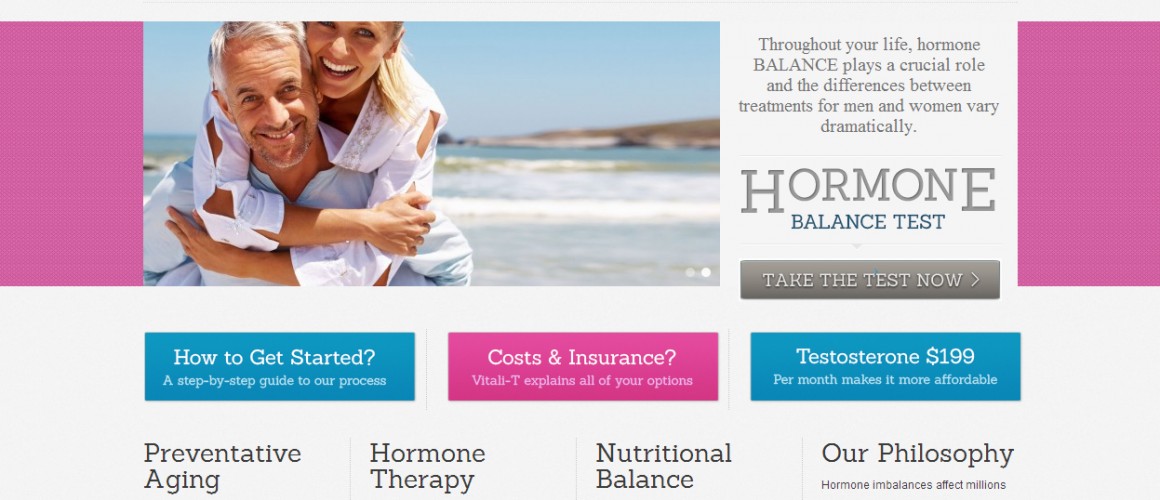 Throughout your life, hormone
BALANCE plays a crucial role
and the differences between
treatments for men and women vary
dramatically.
HORMONE
BALANCE TEST
TAKE THE TEST NOW >
How to Get Started?
A step-by-step guide to our process
Costs & Insurance?
Vitali-T explains all of your options
Testosterone $199
Per month makes it more affordable
Preventative
Aging
Hormone
Therapy
Nutritional
Balance
Our Philosophy
Hormone imbalances affect millions